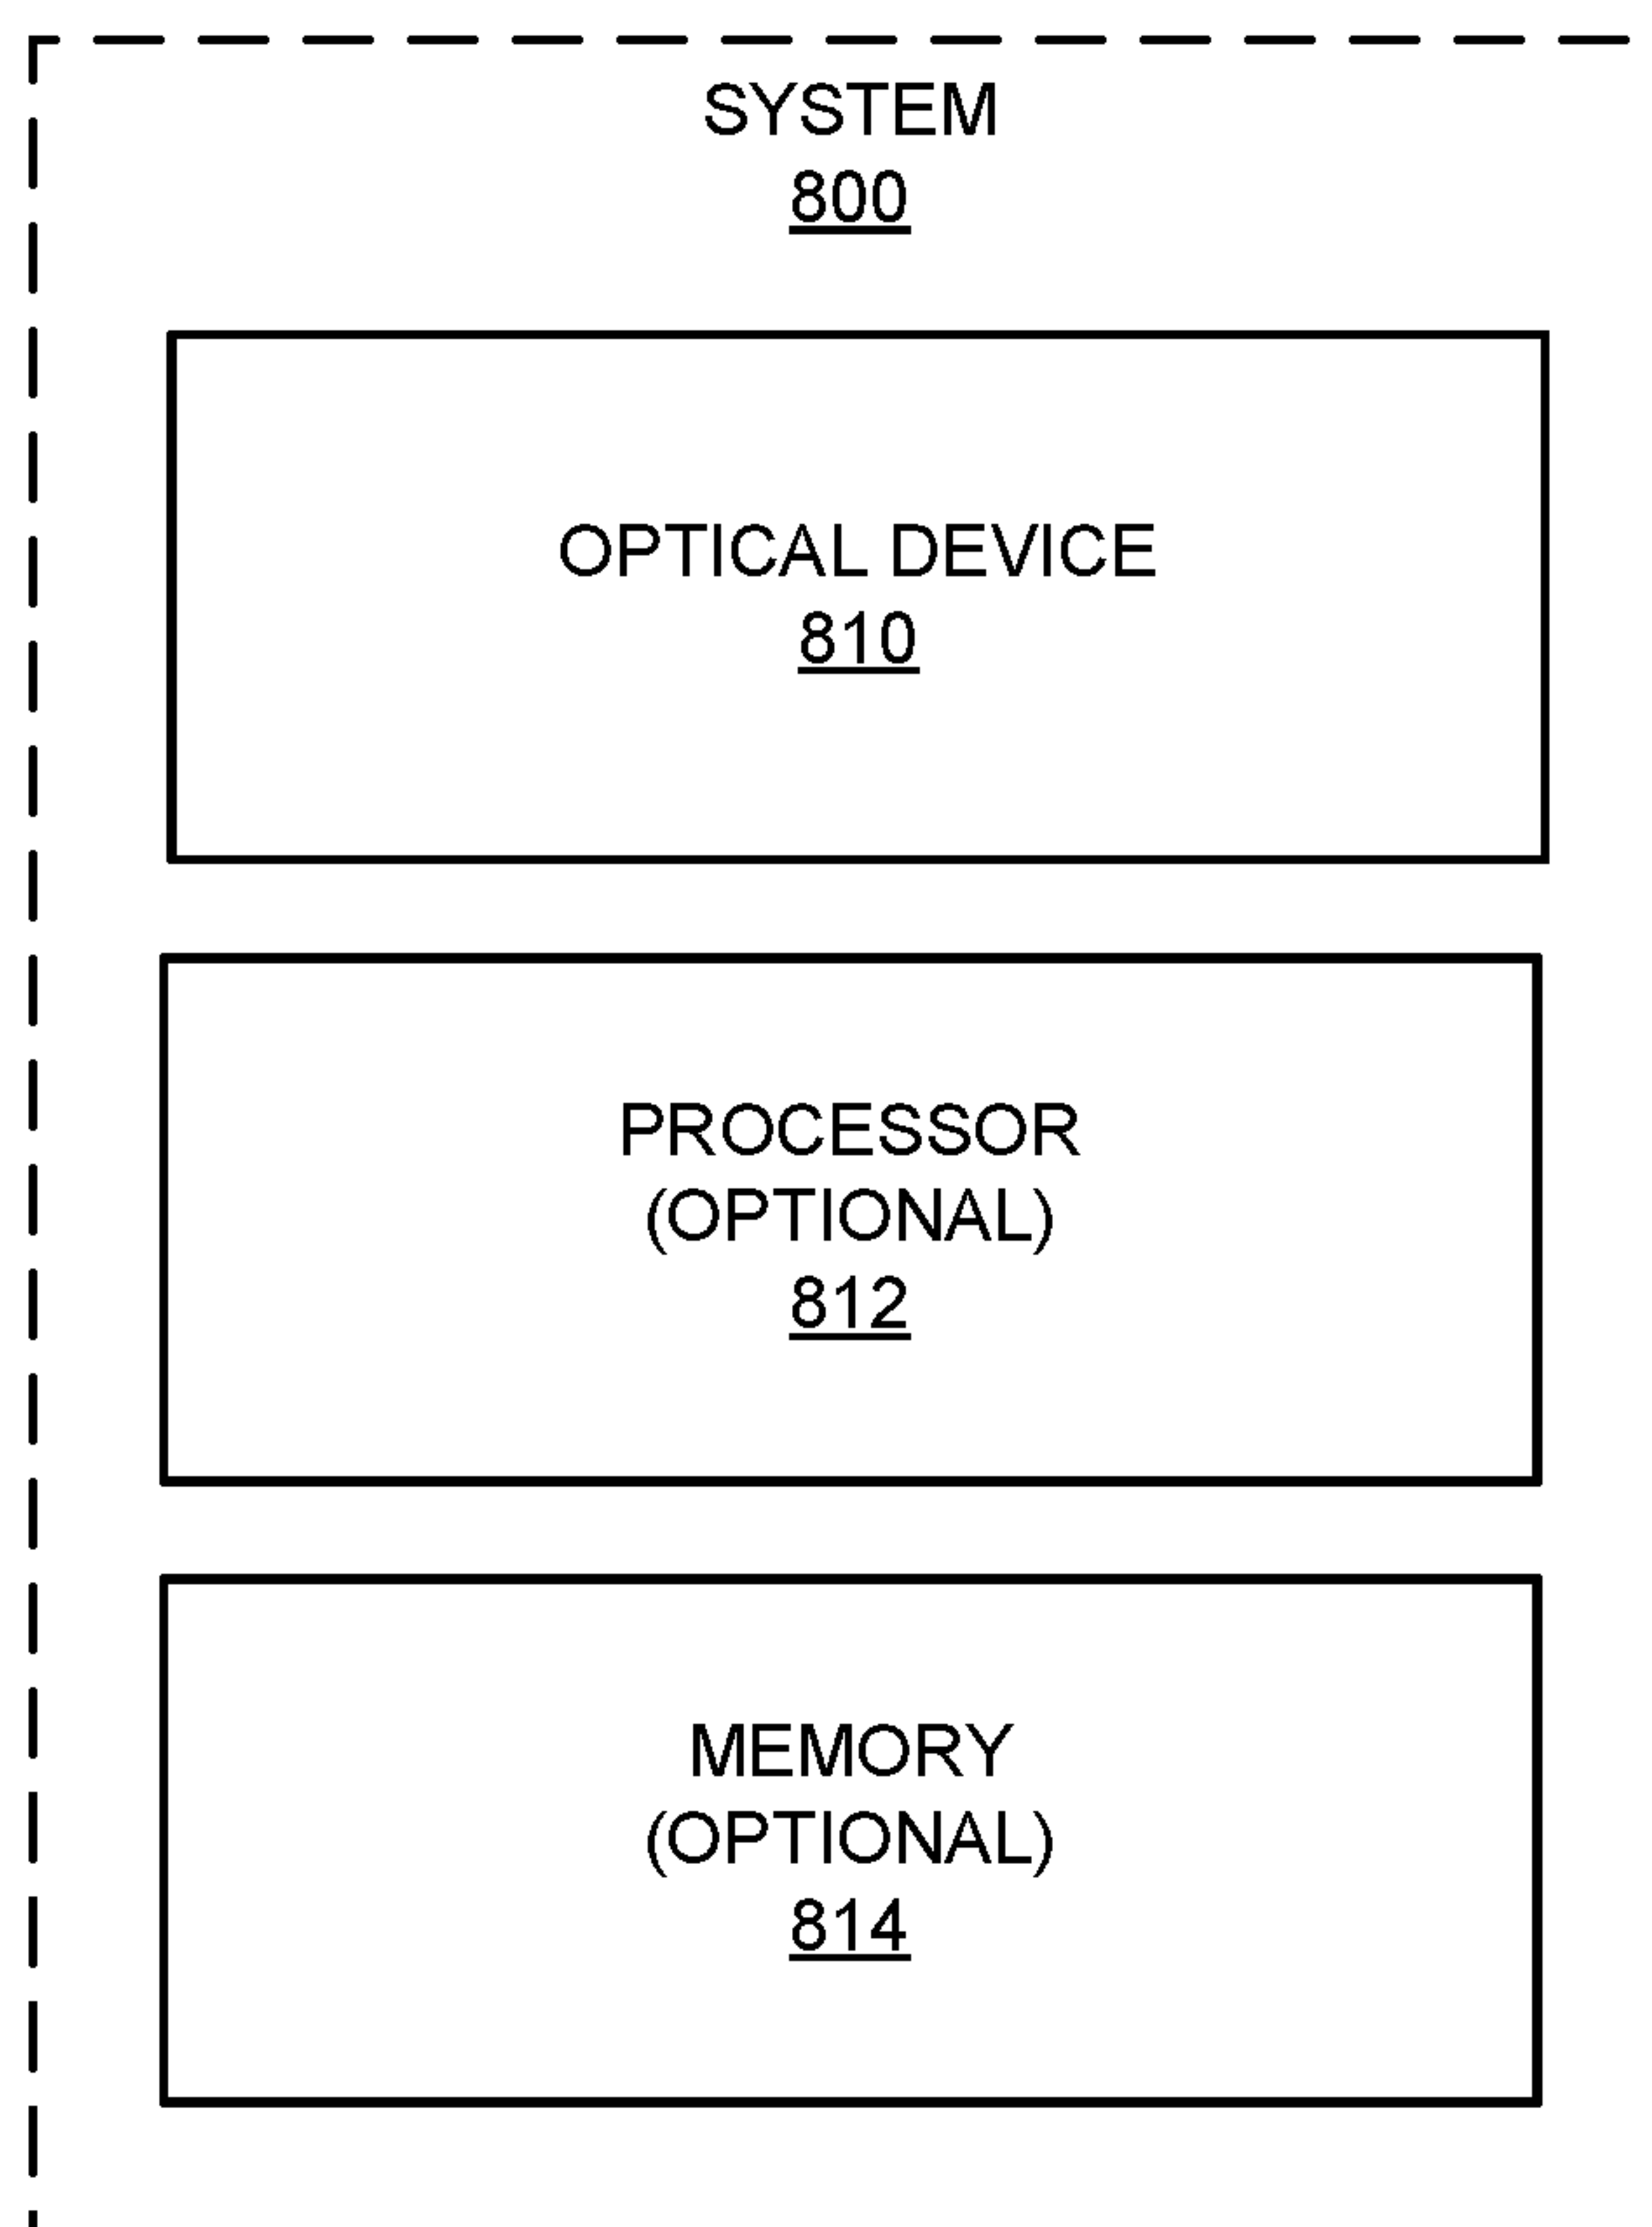 SYSTEM
800
OPTICAL DEVICE
810
PROCESSOR
(OPTIONAL)
812
MEMORY
(OPTIONAL)
814